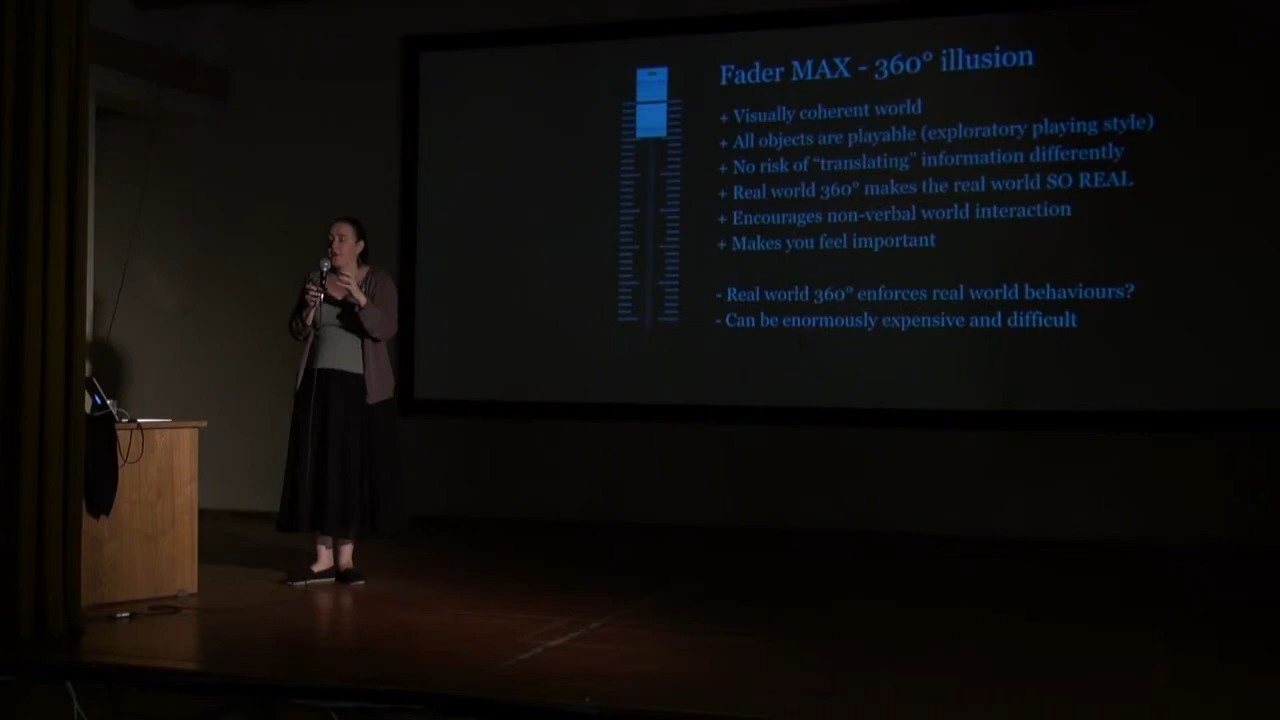 Fader MAX - 360° illusion
+ Visually coherent world
+ All objects are playable (exploratory playing style)
+ No risk of “translating” information differently
+ Real world 360° makes the real world SO REAL
+ Encourages non-verbal world interaction
+ Makes you feel important
- Real world 360° enforces real world behaviours?
- Can be enormously expensive and difficult